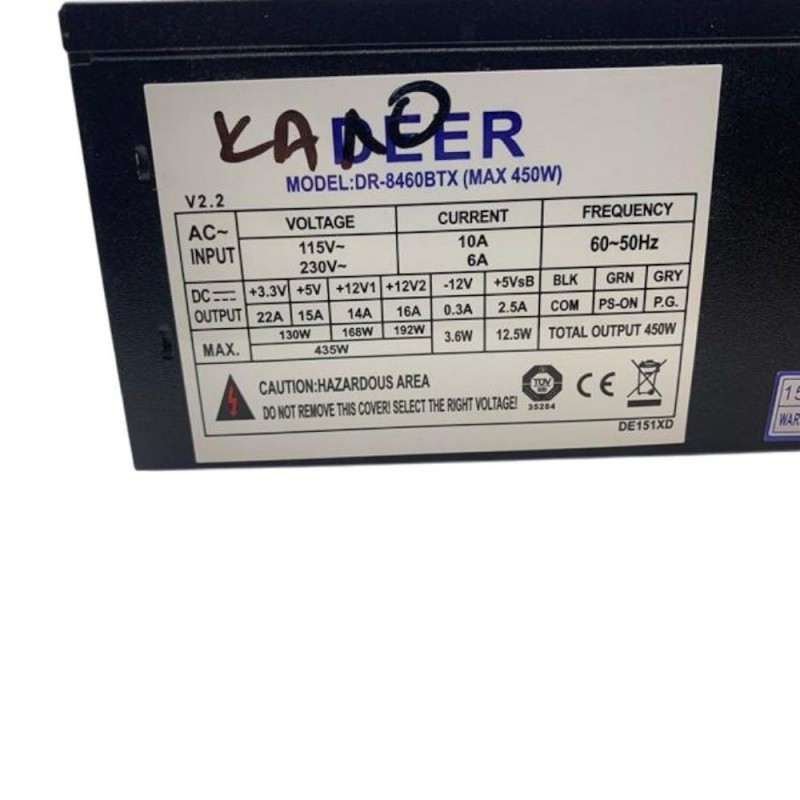 KANO
DEER
MODEL:DR-8460BTX (MAX 450W)
V2.2
AC~ INPUT VOLTAGE CURRENT FREQUENCY
115V~ 10A 60~50Hz
230V~ 6A
DC OUTPUT +3.3V +5V +12V1 +12V2 -12V +5VsB BLK GRN GRY
22A 15A 14A 16A 0.3A 2.5A COM PS-ON P.G.
MAX. 130W 168W 192W 3.6W 12.5W TOTAL OUTPUT 450W
435W
CAUTION:HAZARDOUS AREA
DO NOT REMOVE THIS COVER! SELECT THE RIGHT VOLTAGE!
TÜV
35284
CE
DE151XD
15